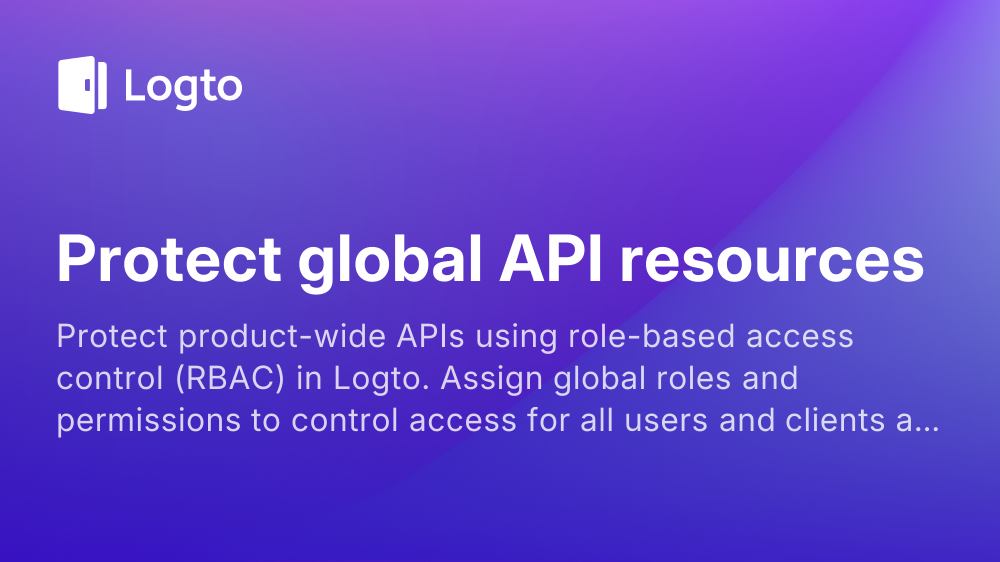 Logto
Protect global API resources
Protect product-wide APIs using role-based access
control (RBAC) in Logto. Assign global roles and
permissions to control access for all users and clients a...